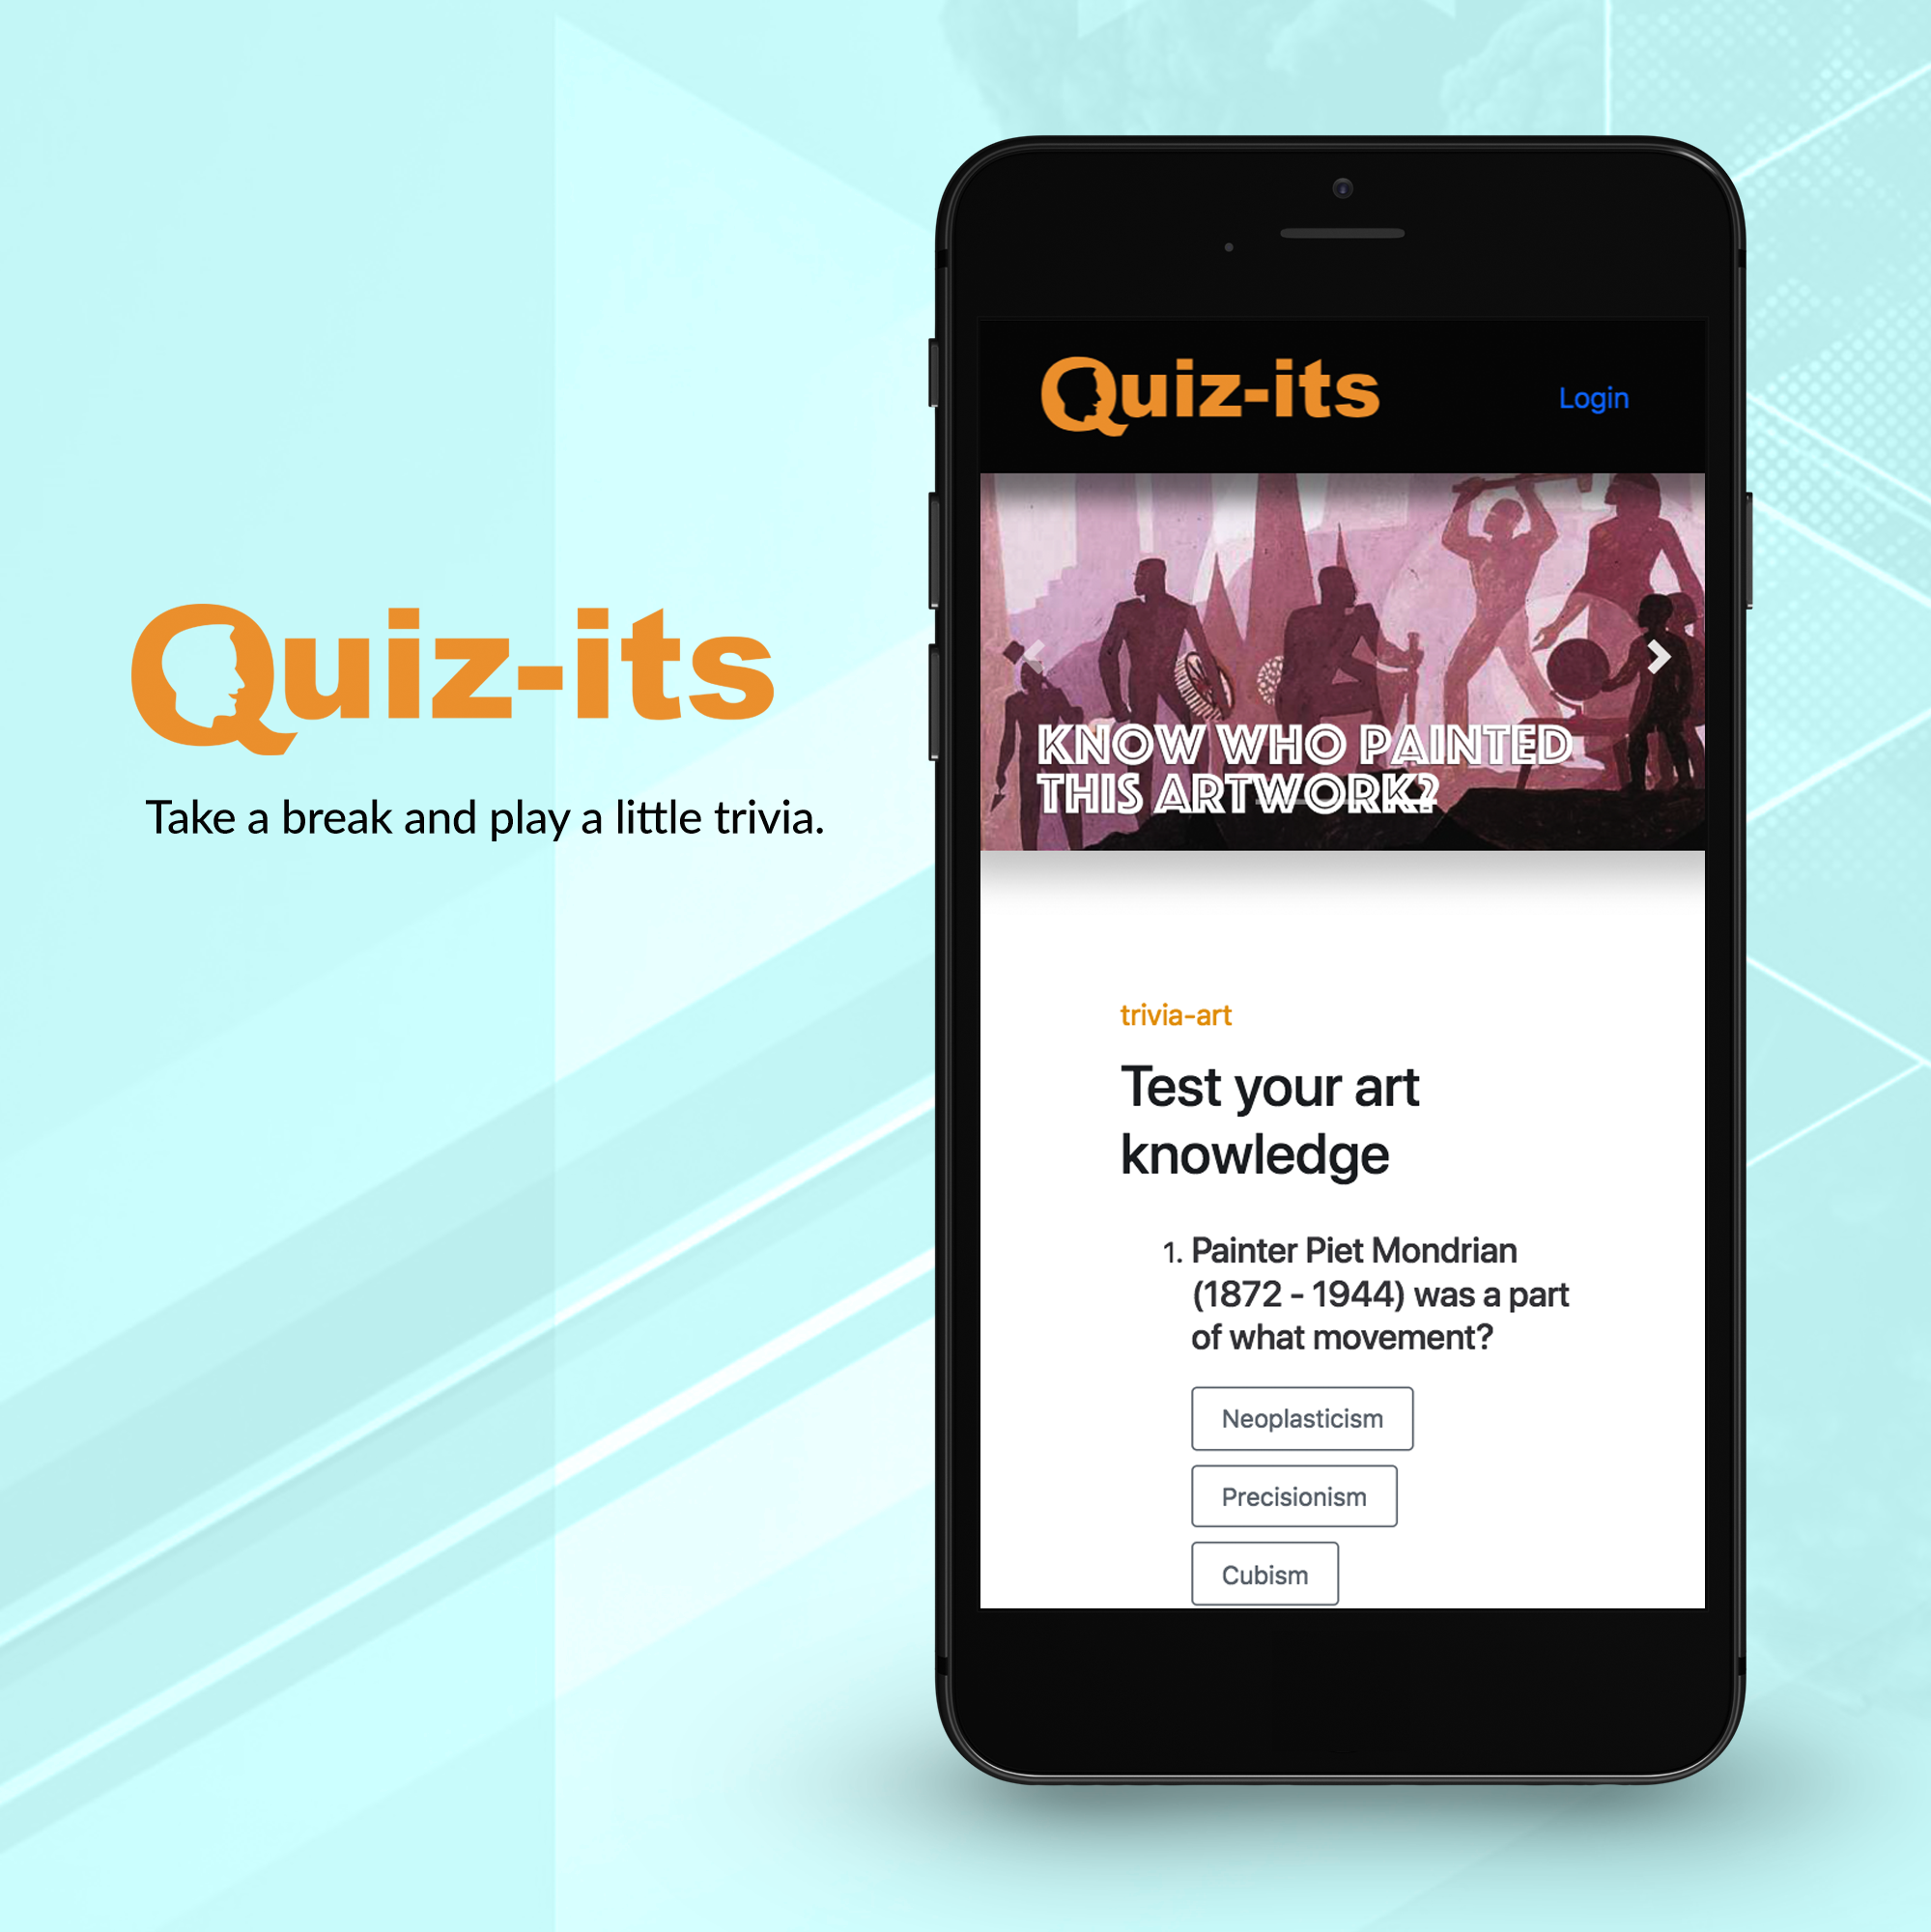 Quiz-its
Take a break and play a little trivia.
Quiz-its
Login
KNOW WHO PAINTED
THIS ARTWORK?
trivia-art
Test your art
knowledge
1. Painter Piet Mondrian
(1872 - 1944) was a part
of what movement?
Neoplasticism
Precisionism
Cubism